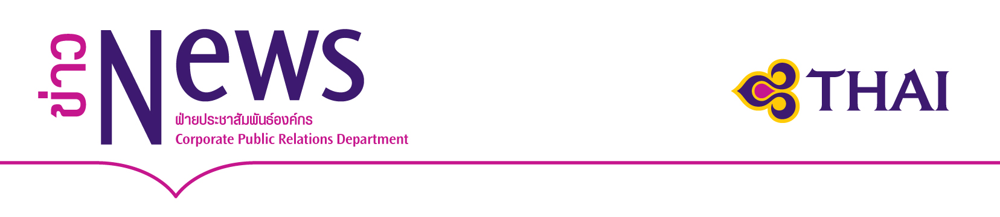 ข่าว
News
ฝ่ายประชาสัมพันธ์องค์กร
Corporate Public Relations Department
THAI